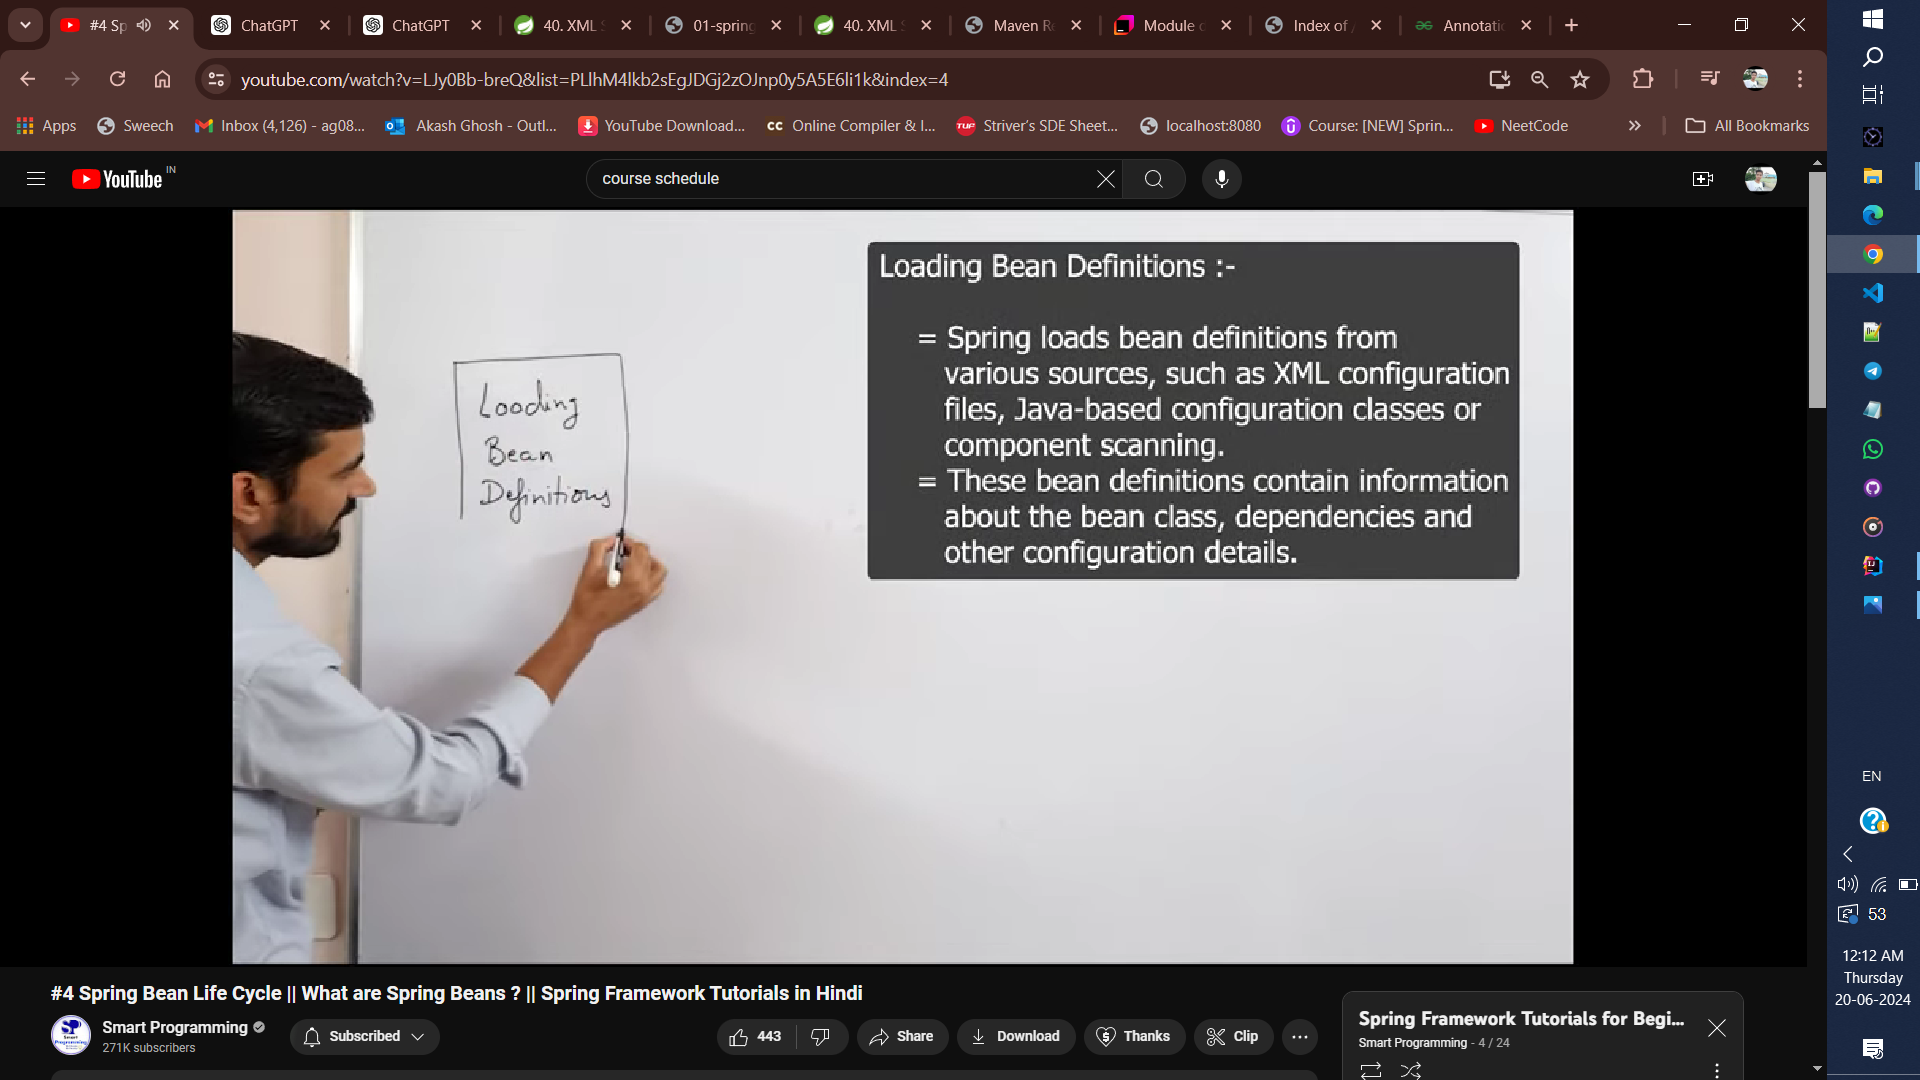 #4 Sp
ChatGPT
ChatGPT
40. XML S
01-spring
40. XML S
Maven Re
Module o
Index of /
Annotatio
youtube.com/watch?v=LJy0Bb-breQ&list=PLlhM4lkb2sEgJDGj2zOJnp0y5A5E6li1k&index=4
Apps
Sweech
Inbox (4,126) - ag08...
Akash Ghosh - Outl...
YouTube Download...
CC Online Compiler & I...
TUF Striver's SDE Sheet...
localhost:8080
Course: [NEW] Sprin...
NeetCode
All Bookmarks
YouTube IN
course schedule
Looding
Bean
Definitions
Loading Bean Definitions :-
= Spring loads bean definitions from
various sources, such as XML configuration
files, Java-based configuration classes or
component scanning.
= These bean definitions contain information
about the bean class, dependencies and
other configuration details.
#4 Spring Bean Life Cycle || What are Spring Beans ? || Spring Framework Tutorials in Hindi
Smart Programming
271K subscribers
Subscribed
443
Share
Download
Thanks
Clip
Spring Framework Tutorials for Begi...
Smart Programming - 4 / 24
EN
53
12:12 AM
Thursday
20-06-2024